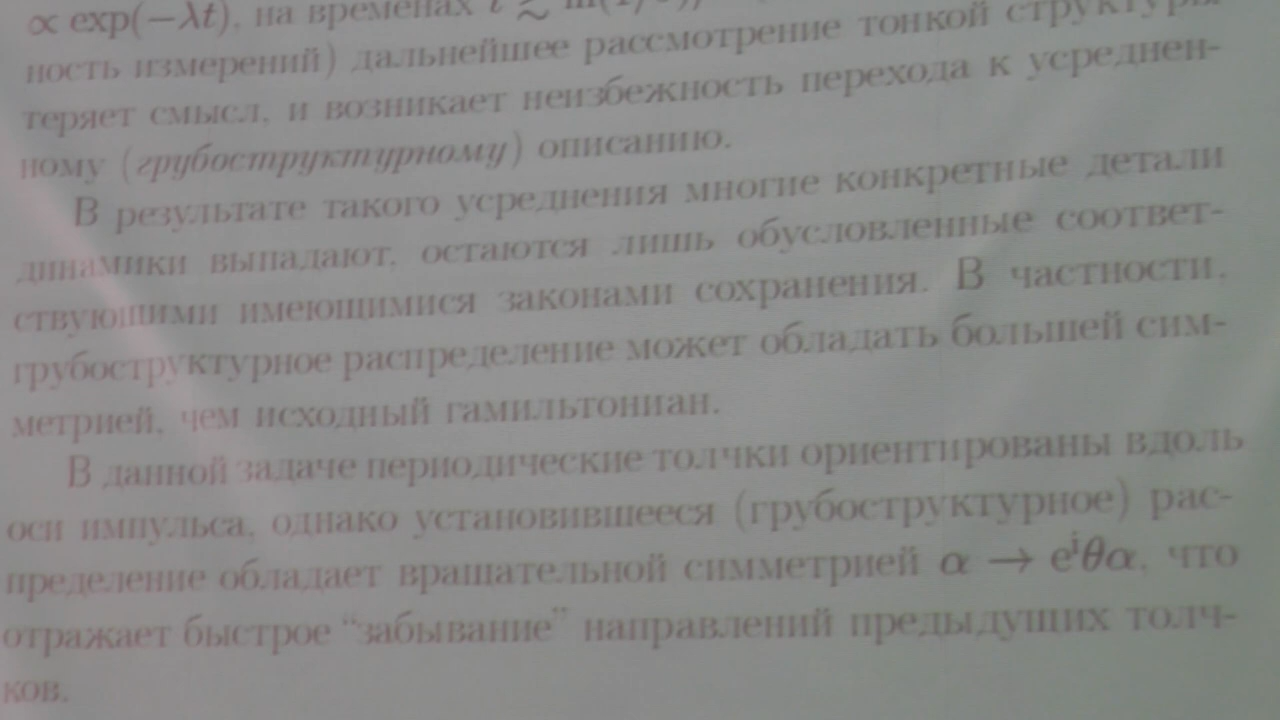 ∝ exp(−λt), на временах t ≲
ность измерений) дальнейшее рассмотрение тонкой структуры
теряет смысл, и возникает неизбежность перехода к усреднен-
ному (грубоструктурному) описанию.
В результате такого усреднения многие конкретные детали
динамики выпадают, остаются лишь обусловленные соответ-
ствующими имеющимися законами сохранения. В частности,
грубоструктурное распределение может обладать большей сим-
метрией, чем исходный гамильтониан.
В данной задаче периодические толчки ориентированы вдоль
оси импульса, однако установившееся (грубоструктурное) рас-
пределение обладает вращательной симметрией α → e^iθα, что
отражает быстрое “забывание” направлений предыдущих толч-
ков.